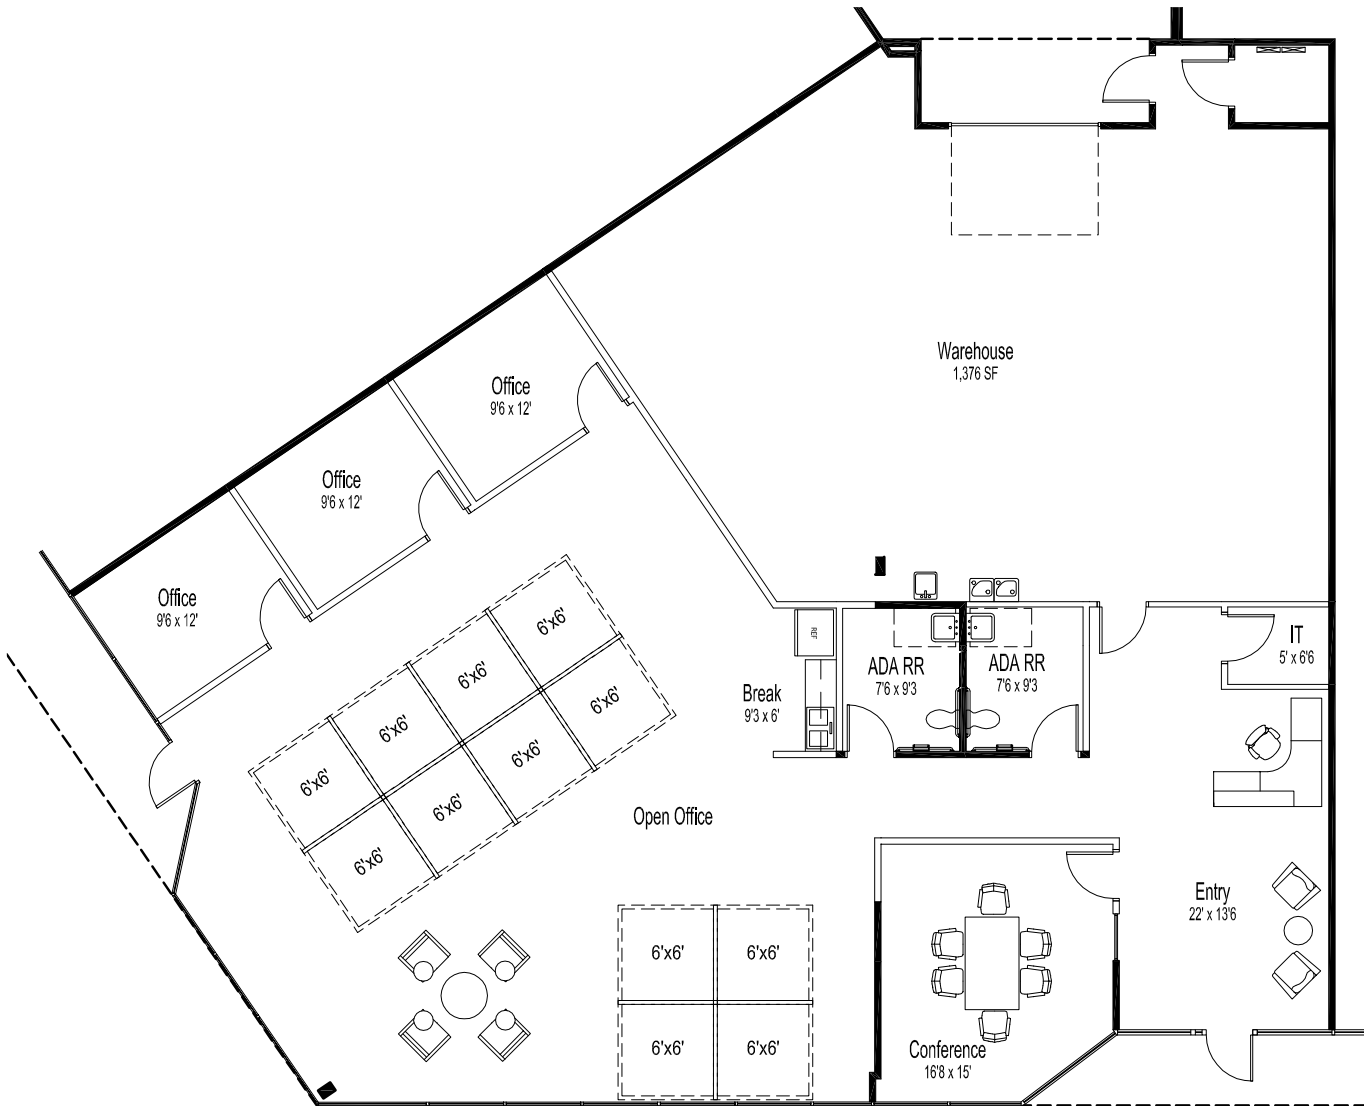 Warehouse
1,376 SF
Office
9'6 x 12'
Office
9'6 x 12'
Office
9'6 x 12'
REF
ADA RR
7'6 x 9'3
ADA RR
7'6 x 9'3
IT
5' x 6'6
Break
9'3 x 6'
6'x6'
6'x6'
6'x6'
6'x6'
6'x6'
6'x6'
6'x6'
6'x6'
Open Office
Entry
22' x 13'6
6'x6'
6'x6'
6'x6'
6'x6'
Conference
16'8 x 15'